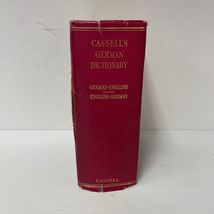 CASSELL'S
GERMAN
DICTIONARY
GERMAN-ENGLISH
ENGLISH-GERMAN
CASSELL